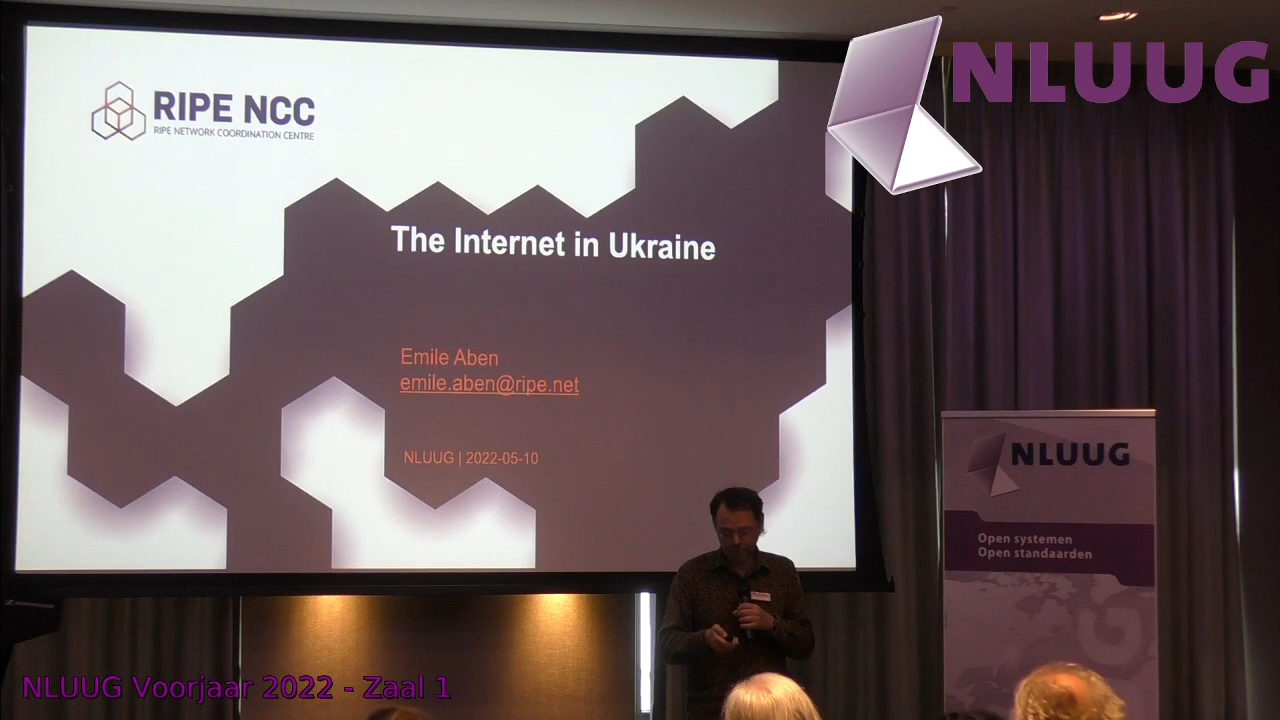 RIPE NCC
RIPE NETWORK COORDINATION CENTRE
The Internet in Ukraine
Emile Aben
emile.aben@ripe.net
NLUUG | 2022-05-10
NLUUG
NLUUG
Open systemen
Open standaarden
G
NLUUG Voorjaar 2022 - Zaal 1